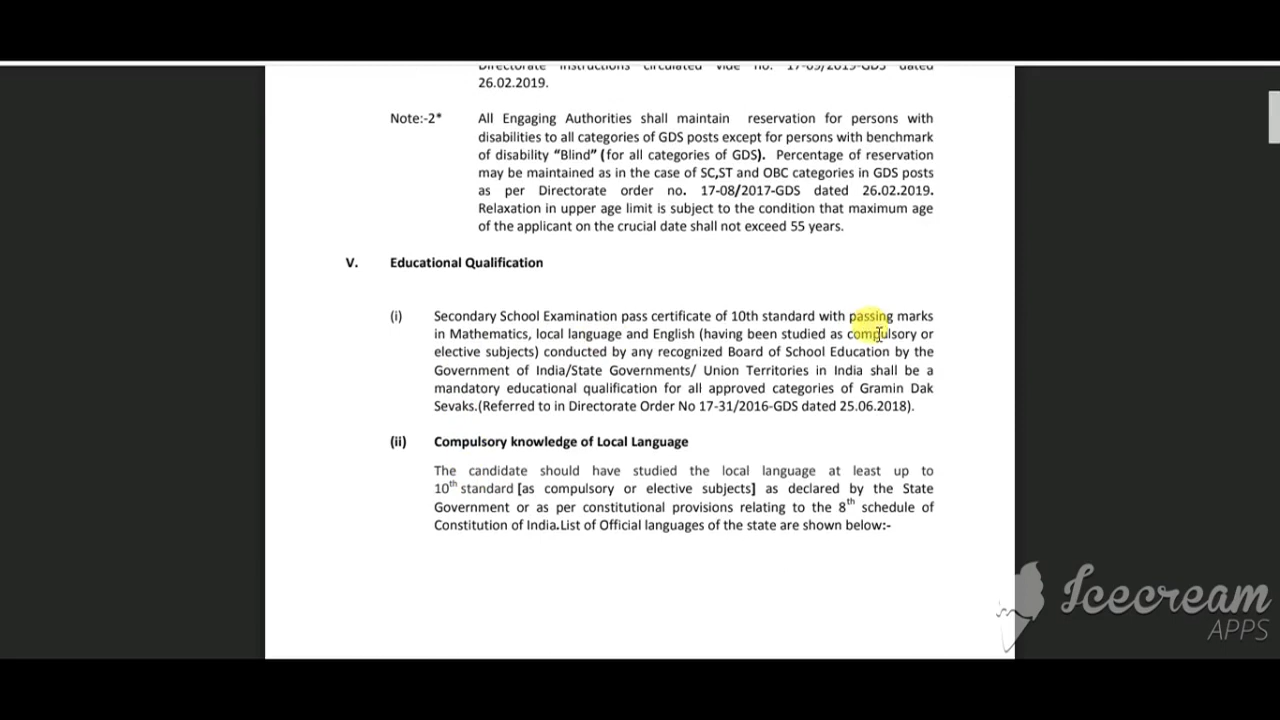 Directorate instructions circulated vide no. 17-09/2019-GDS dated
26.02.2019.
Note:-2* All Engaging Authorities shall maintain reservation for persons with
disabilities to all categories of GDS posts except for persons with benchmark
of disability “Blind” (for all categories of GDS). Percentage of reservation
may be maintained as in the case of SC,ST and OBC categories in GDS posts
as per Directorate order no. 17-08/2017-GDS dated 26.02.2019.
Relaxation in upper age limit is subject to the condition that maximum age
of the applicant on the crucial date shall not exceed 55 years.
V. Educational Qualification
(i) Secondary School Examination pass certificate of 10th standard with passing marks
in Mathematics, local language and English (having been studied as compulsory or
elective subjects) conducted by any recognized Board of School Education by the
Government of India/State Governments/ Union Territories in India shall be a
mandatory educational qualification for all approved categories of Gramin Dak
Sevaks.(Referred to in Directorate Order No 17-31/2016-GDS dated 25.06.2018).
(ii) Compulsory knowledge of Local Language
The candidate should have studied the local language at least up to
10th standard [as compulsory or elective subjects] as declared by the State
Government or as per constitutional provisions relating to the 8th schedule of
Constitution of India.List of Official languages of the state are shown below:-
Icecream
APPS